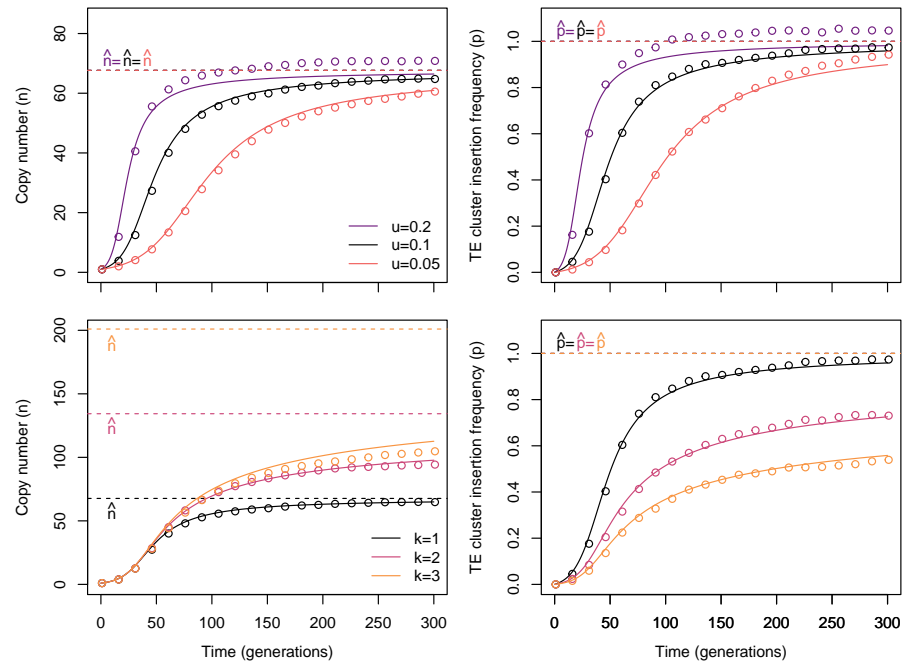 n̂=n̂=n̂
Copy number (n)
0
20
40
60
80
u=0.2
u=0.1
u=0.05
p̂=p̂=p̂
TE cluster insertion frequency (p)
0.0
0.2
0.4
0.6
0.8
1.0
n̂
n̂
n̂
Copy number (n)
0
50
100
150
200
k=1
k=2
k=3
0 50 100 150 200 250 300
Time (generations)
p̂=p̂=p̂
TE cluster insertion frequency (p)
0.0
0.2
0.4
0.6
0.8
1.0
0 50 100 150 200 250 300
Time (generations)